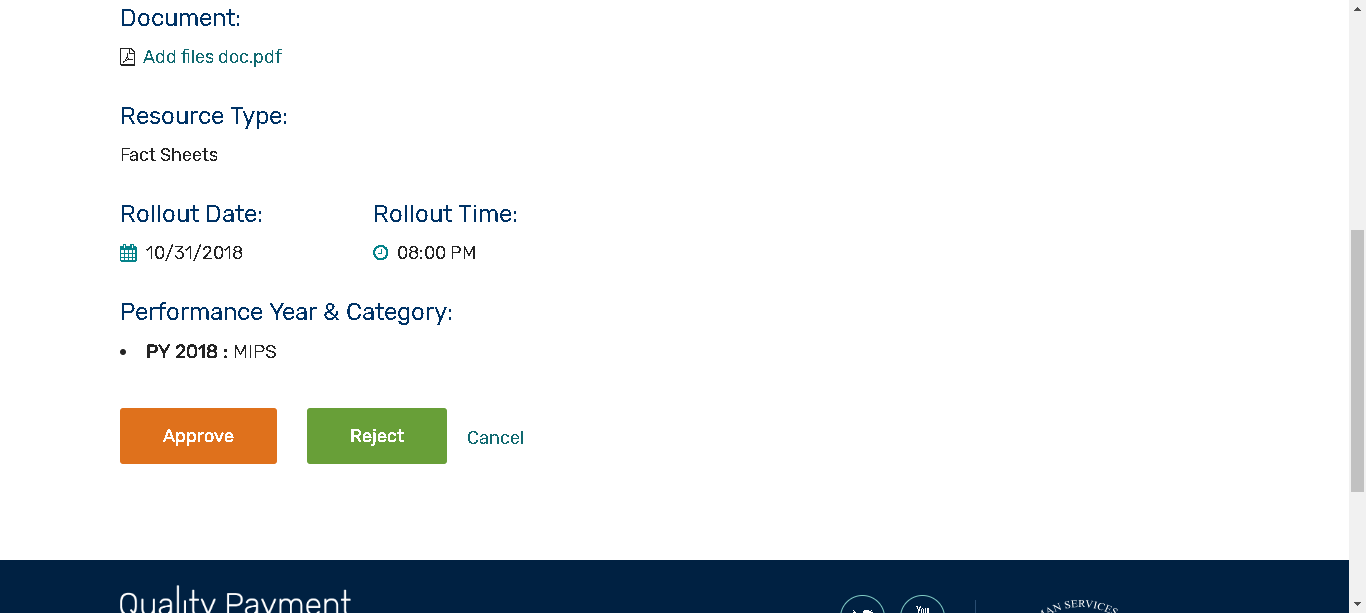 Document:
Add files doc.pdf
Resource Type:
Fact Sheets
Rollout Date: Rollout Time:
10/31/2018 08:00 PM
Performance Year & Category:
• PY 2018 : MIPS
Approve Reject Cancel
Quality Payment
You
AN SERVICES